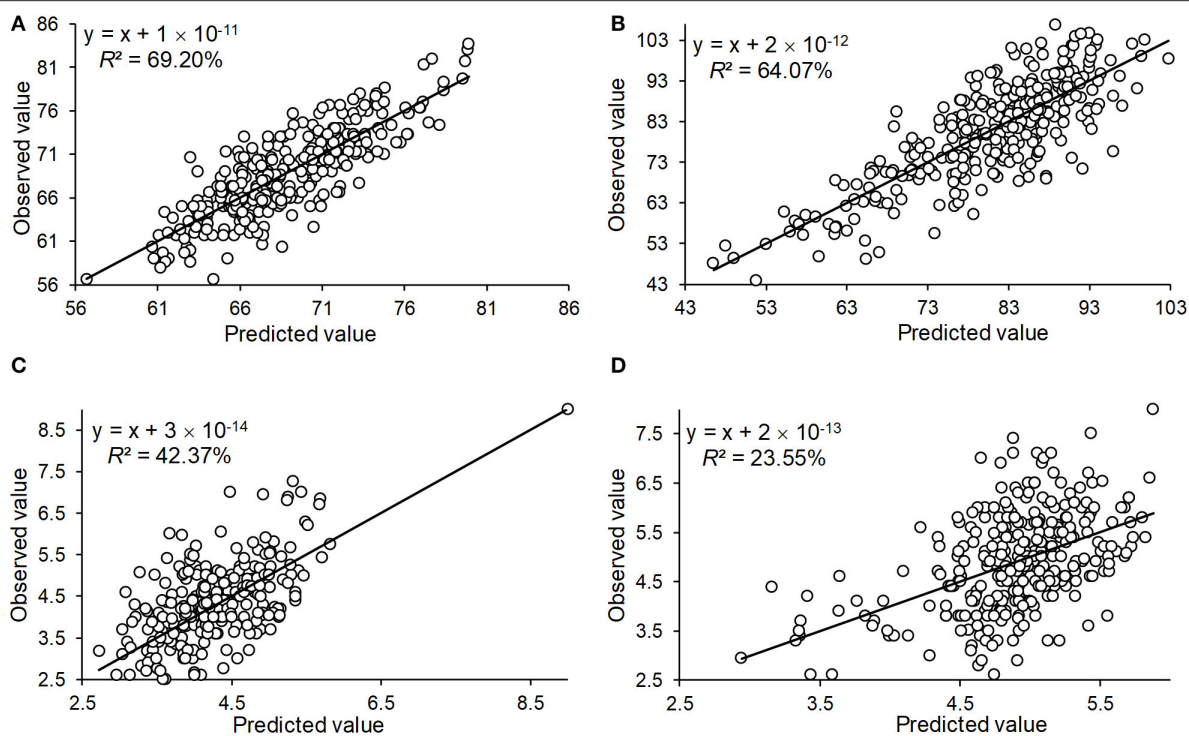 A
y = x + 1 × 10⁻¹¹
R² = 69.20%
Observed value
86
81
76
71
66
61
56
56 61 66 71 76 81 86
Predicted value
B
y = x + 2 × 10⁻¹²
R² = 64.07%
Observed value
103
93
83
73
63
53
43
43 53 63 73 83 93 103
Predicted value
C
y = x + 3 × 10⁻¹⁴
R² = 42.37%
Observed value
8.5
7.5
6.5
5.5
4.5
3.5
2.5
2.5 4.5 6.5 8.5
Predicted value
D
y = x + 2 × 10⁻¹³
R² = 23.55%
Observed value
7.5
6.5
5.5
4.5
3.5
2.5
2.5 3.5 4.5 5.5
Predicted value